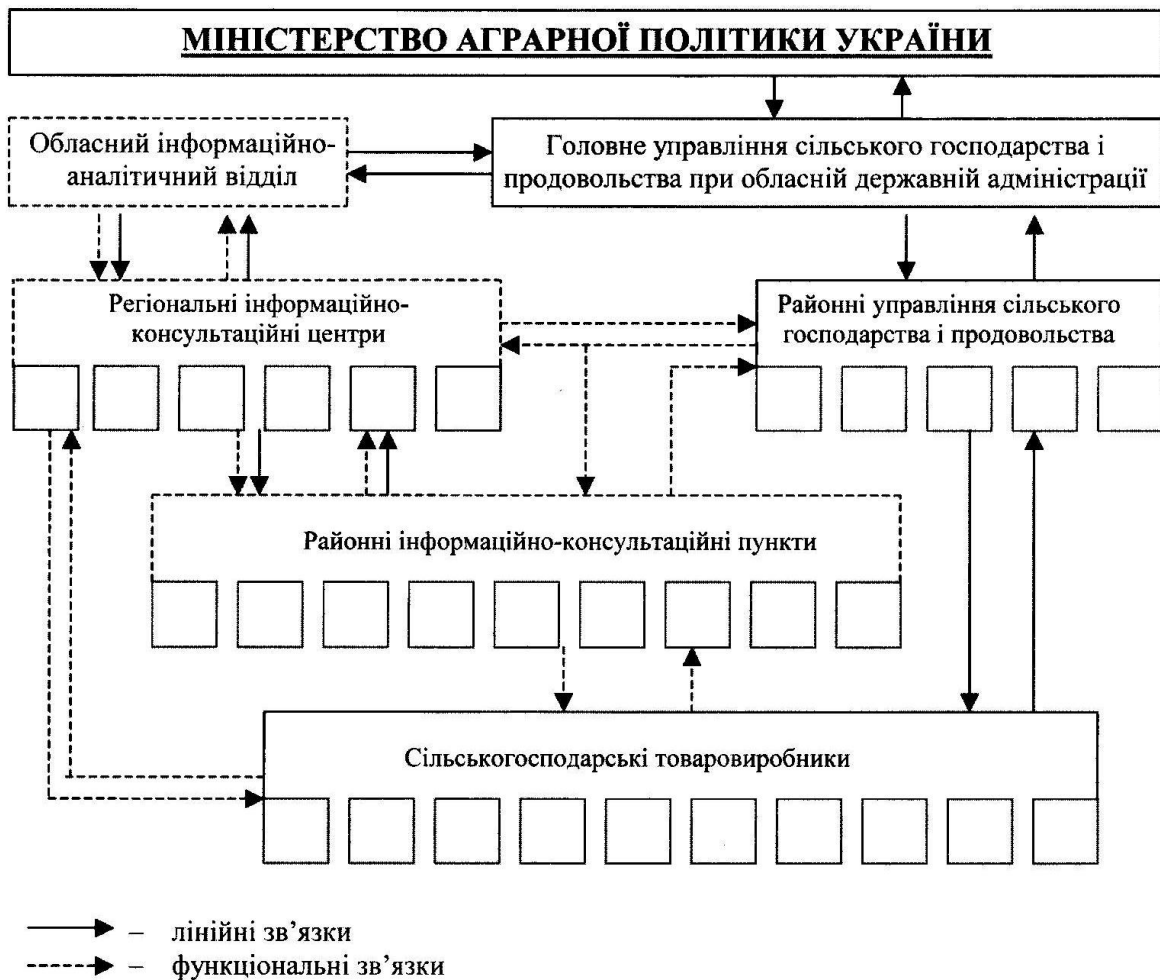 МІНІСТЕРСТВО АГРАРНОЇ ПОЛІТИКИ УКРАЇНИ
Обласний інформаційно-
аналітичний відділ
Головне управління сільського господарства і
продовольства при обласній державній адміністрації
Регіональні інформаційно-
консультаційні центри
Районні управління сільського
господарства і продовольства
Районні інформаційно-консультаційні пункти
Сільськогосподарські товаровиробники
– лінійні зв’язки
– функціональні зв’язки